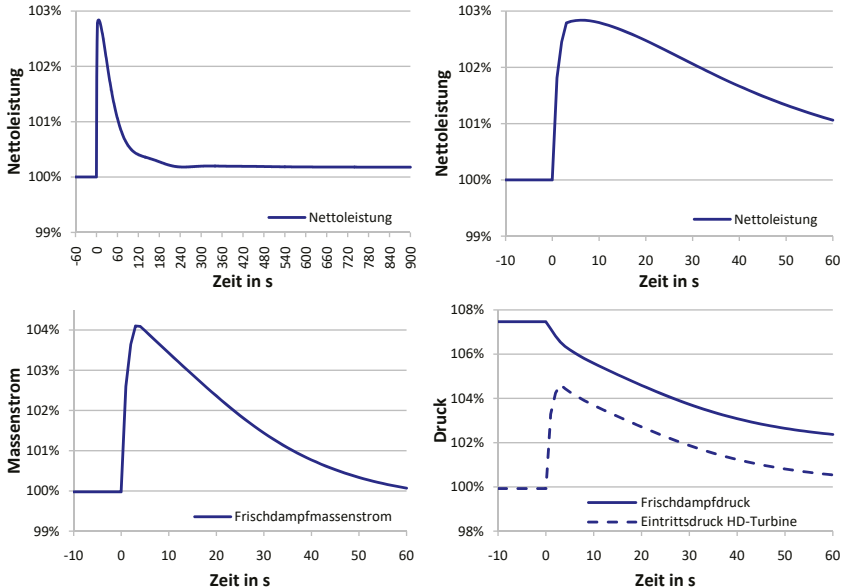 103%
102%
101%
100%
99%
Nettoleistung
Nettoleistung
-60
0
60
120
180
240
300
360
420
480
540
600
660
720
780
840
900
Zeit in s
103%
102%
101%
100%
99%
Nettoleistung
Nettoleistung
-10 0 10 20 30 40 50 60
Zeit in s
104%
103%
102%
101%
100%
99%
Massenstrom
Frischdampfmassenstrom
-10 0 10 20 30 40 50 60
Zeit in s
108%
106%
104%
102%
100%
98%
Druck
Frischdampfdruck
Eintrittsdruck HD-Turbine
-10 0 10 20 30 40 50 60
Zeit in s